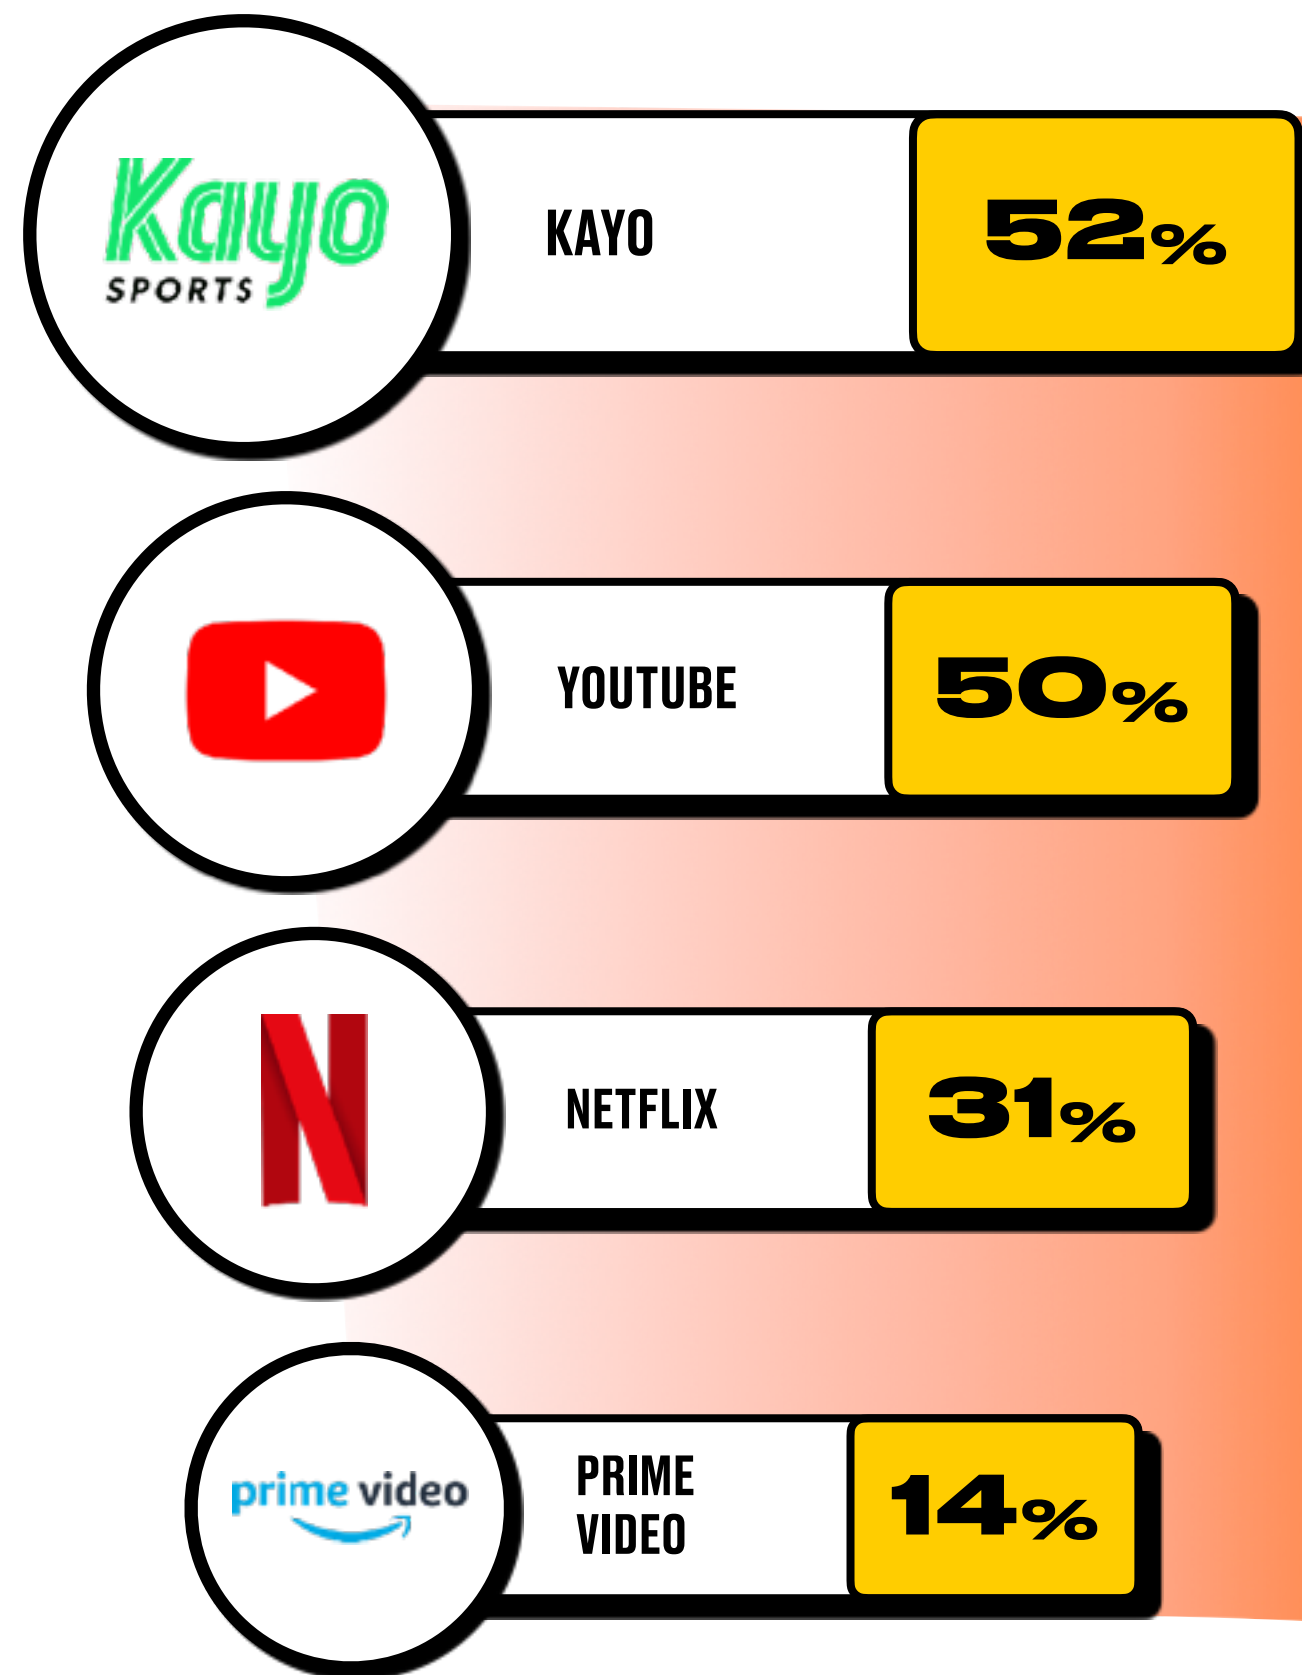 Kayo
SPORTS
KAYO
52%
YOUTUBE
50%
N
NETFLIX
31%
prime video
PRIME
VIDEO
14%